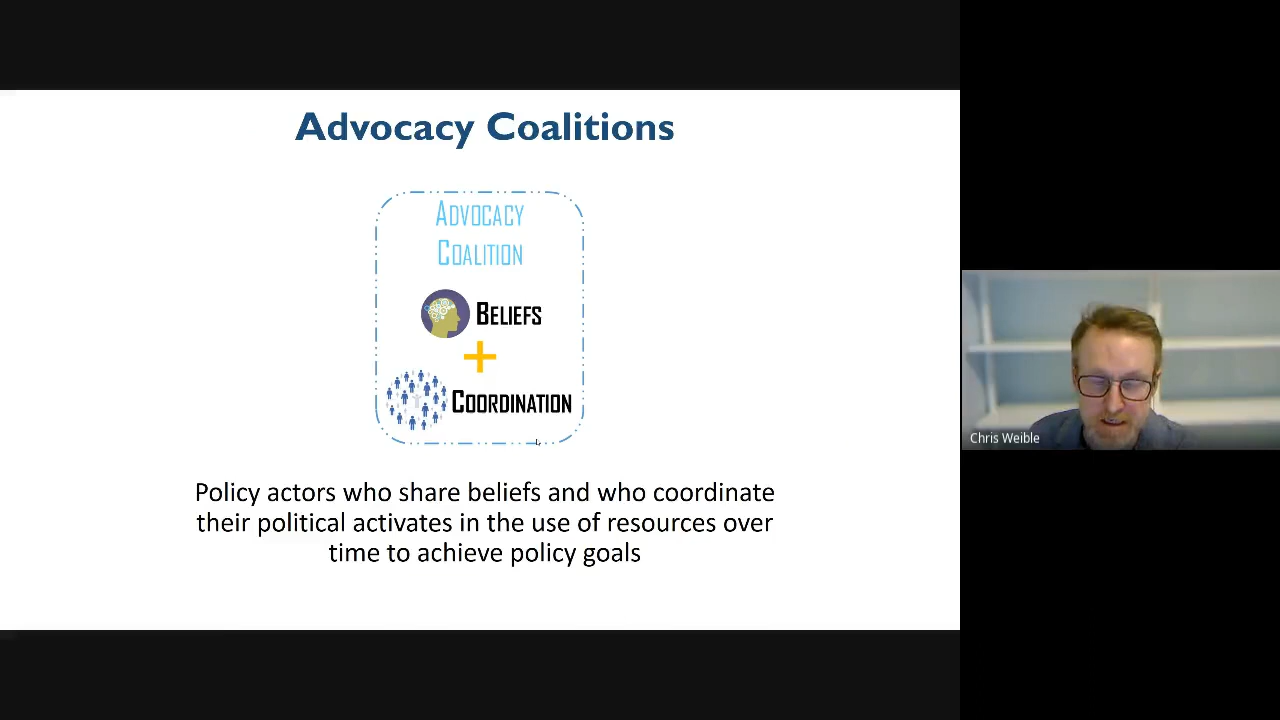 Advocacy Coalitions
ADVOCACY
COALITION
BELIEFS
COORDINATION
Policy actors who share beliefs and who coordinate
their political activates in the use of resources over
time to achieve policy goals
Chris Weible